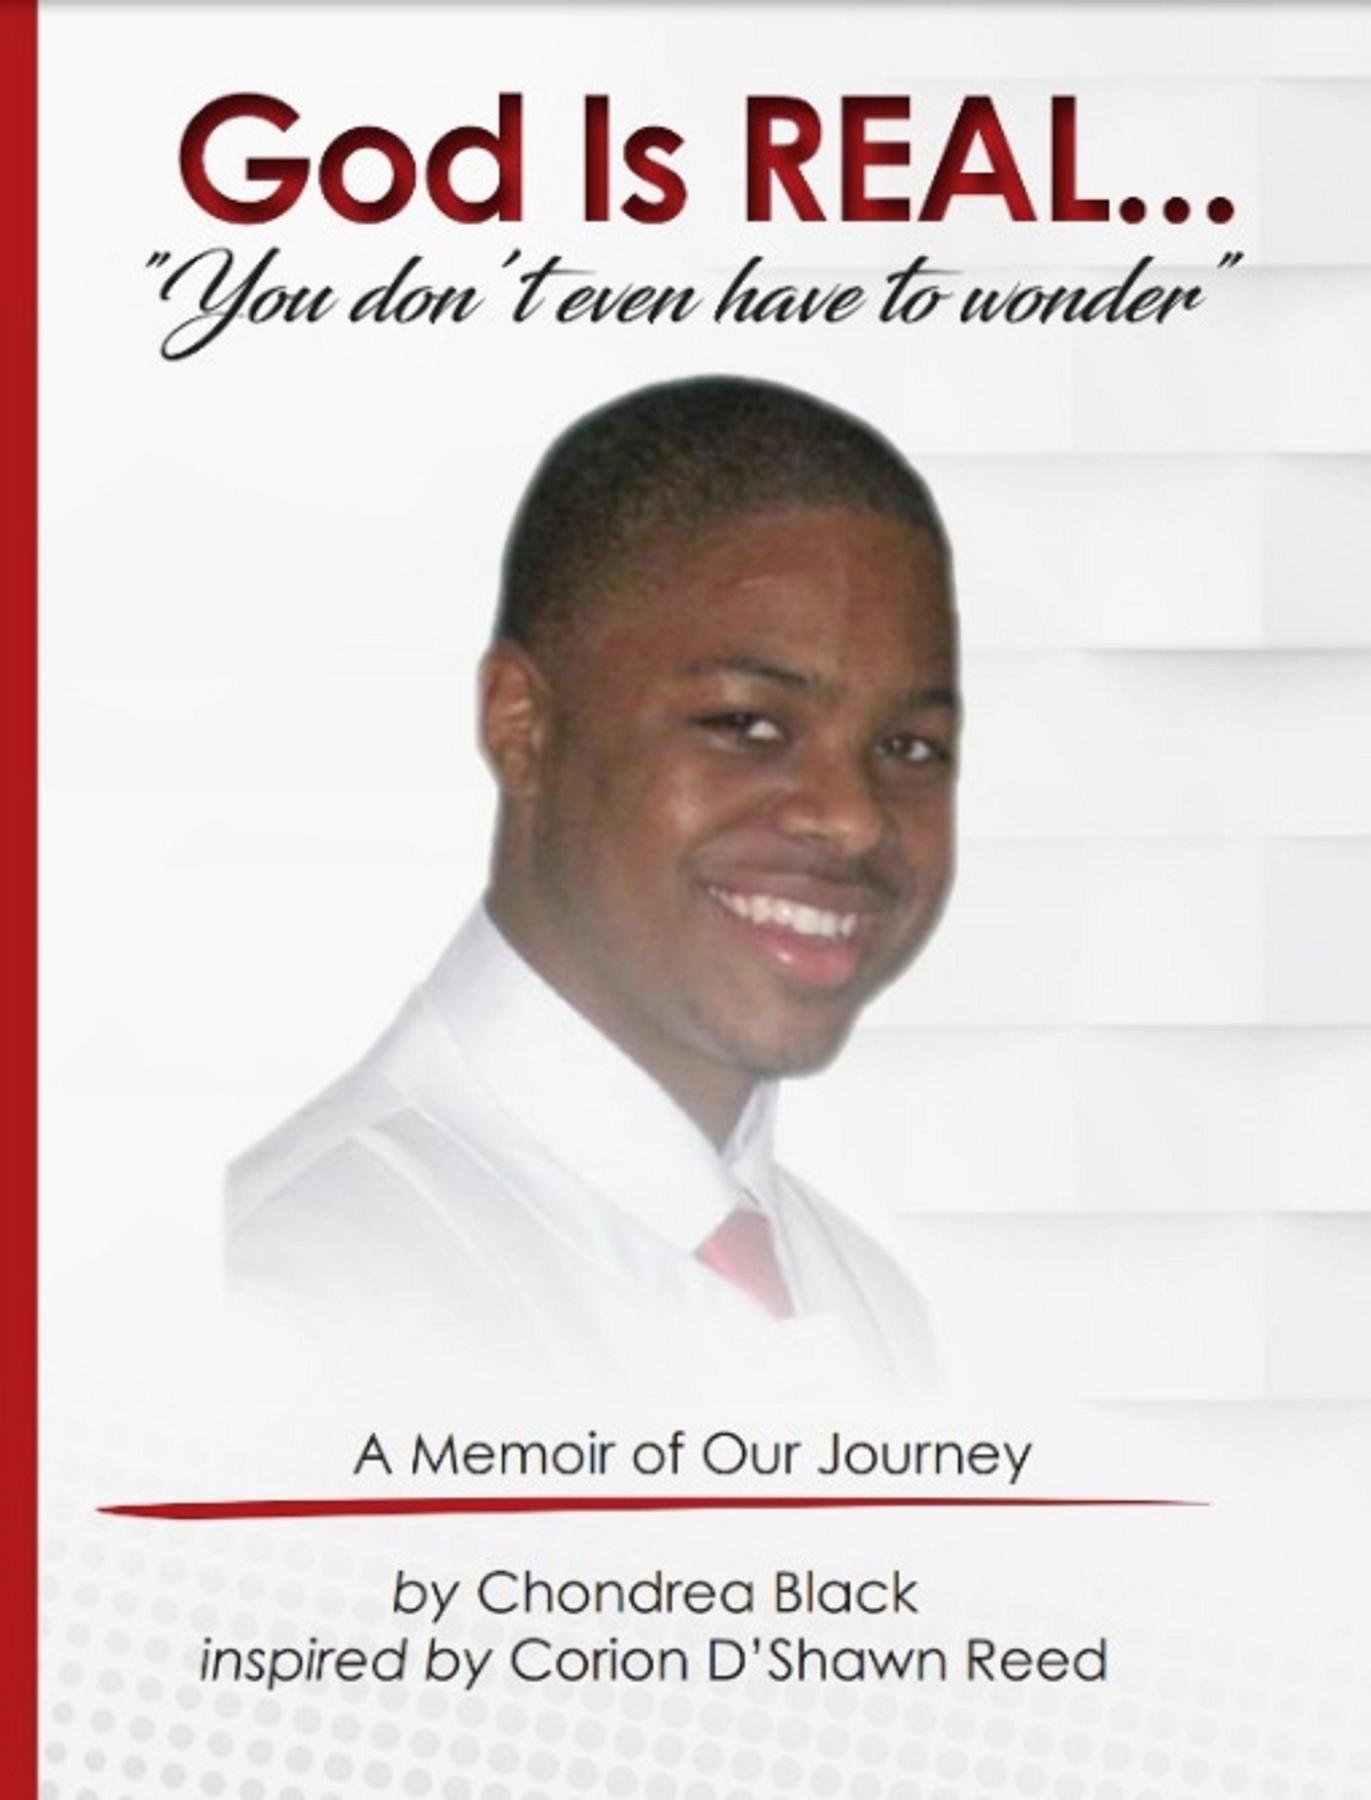 God Is REAL...
"You don't even have to wonder"
A Memoir of Our Journey
by Chondrea Black
inspired by Corion D'Shawn Reed